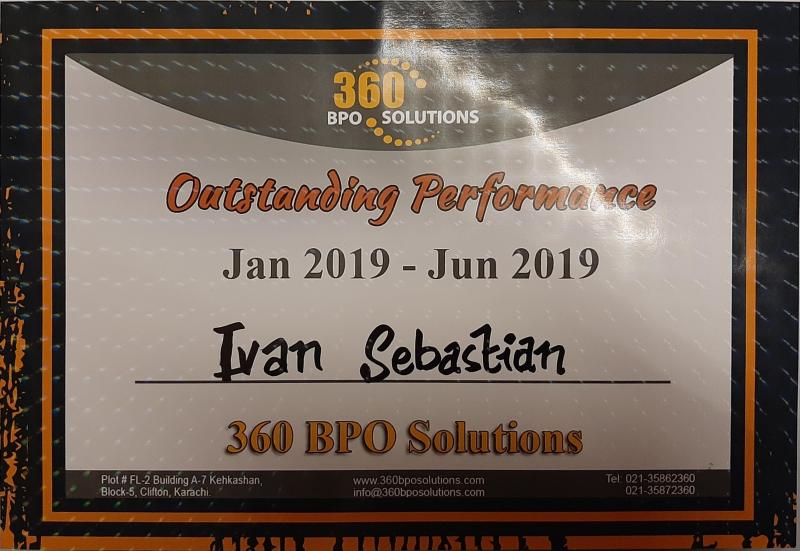 360
BPO SOLUTIONS
Outstanding Performance
Jan 2019 - Jun 2019
Ivan Sebastian
360 BPO Solutions
Plot # FL-2 Building A-7 Kehkashan,
Block-5, Clifton, Karachi.
www.360bposolutions.com
info@360bposolutions.com
Tel: 021-35862360
021-35872360